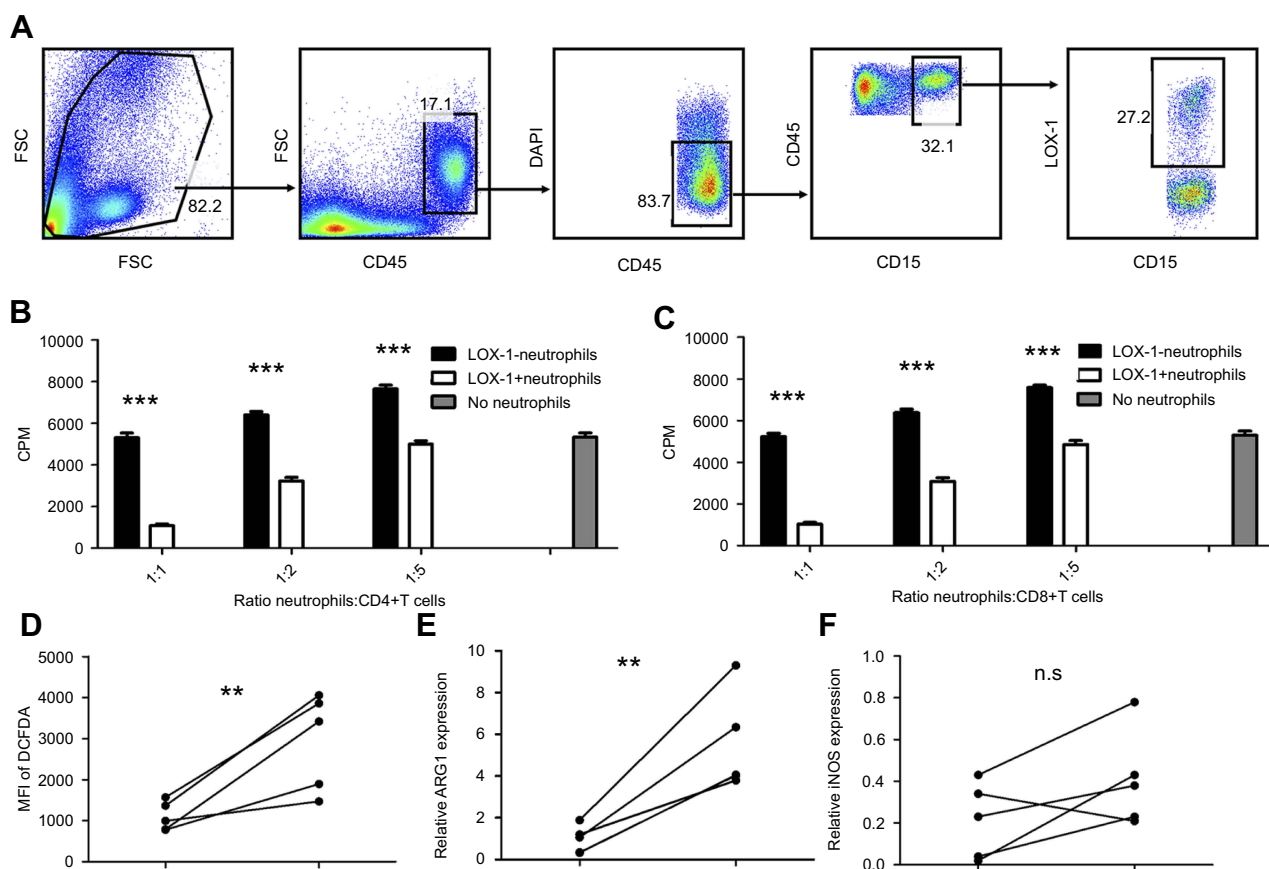 A
FSC
82.2
FSC
FSC
17.1
CD45
DAPI
83.7
CD45
CD45
32.1
CD15
LOX-1
27.2
CD15
B
CPM
10000
8000
6000
4000
2000
0
***
***
***
LOX-1-neutrophils
LOX-1+neutrophils
No neutrophils
1:1
1:2
1:5
Ratio neutrophils:CD4+T cells
C
CPM
10000
8000
6000
4000
2000
0
***
***
***
LOX-1-neutrophils
LOX-1+neutrophils
No neutrophils
1:1
1:2
1:5
Ratio neutrophils:CD8+T cells
D
MFI of DCFDA
5000
4000
3000
2000
1000
0
**
E
Relative ARG1 expression
10
8
6
4
2
0
**
F
Relative iNOS expression
1.0
0.8
0.6
0.4
0.2
0.0
n.s